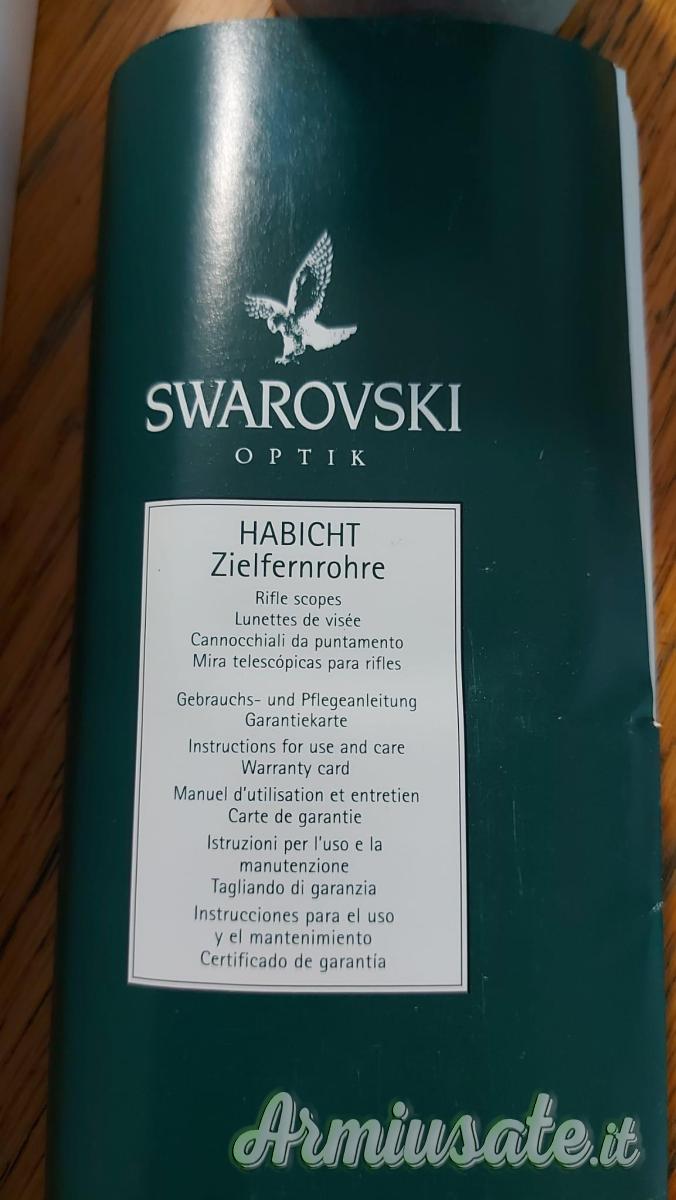 SWAROVSKI
OPTIK
HABICHT
Zielfernrohre
Rifle scopes
Lunettes de visée
Cannocchiali da puntamento
Mira telescópicas para rifles
Gebrauchs- und Pflegeanleitung
Garantiekarte
Instructions for use and care
Warranty card
Manuel d'utilisation et entretien
Carte de garantie
Istruzioni per l'uso e la
manutenzione
Tagliando di garanzia
Instrucciones para el uso
y el mantenimiento
Certificado de garantía
Armiusate.it